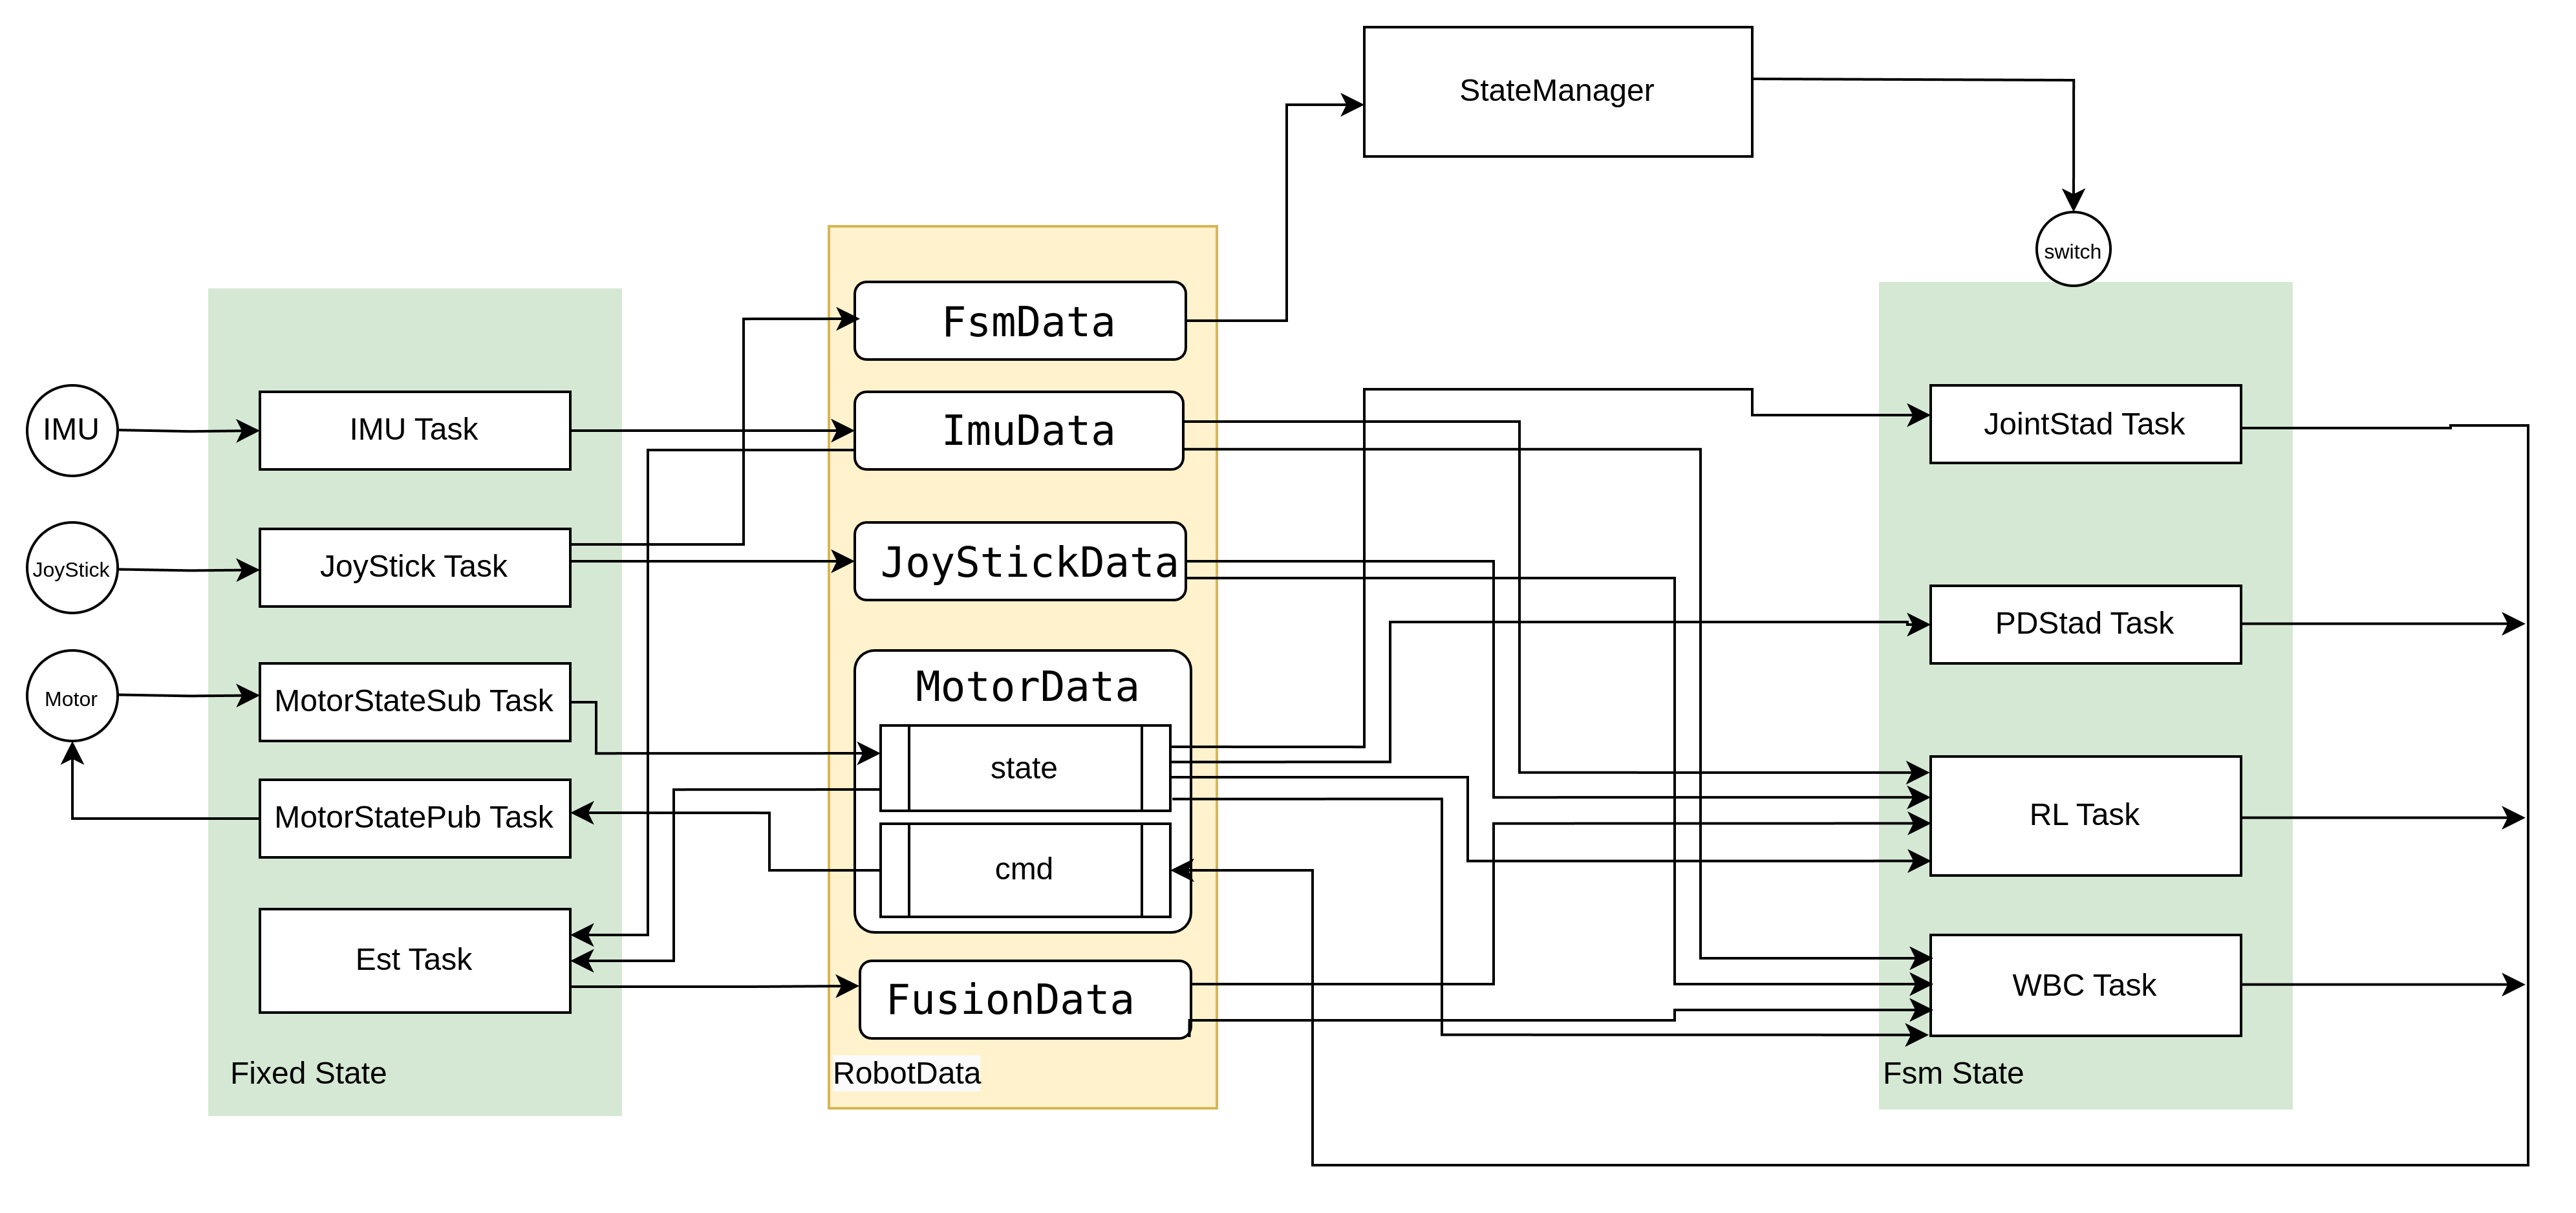 StateManager
switch
FsmData
IMU
IMU Task
ImuData
JointStad Task
JoyStick
JoyStick Task
JoyStickData
PDStad Task
Motor
MotorStateSub Task
MotorData
state
MotorStatePub Task
cmd
RL Task
Est Task
FusionData
WBC Task
Fixed State
RobotData
Fsm State